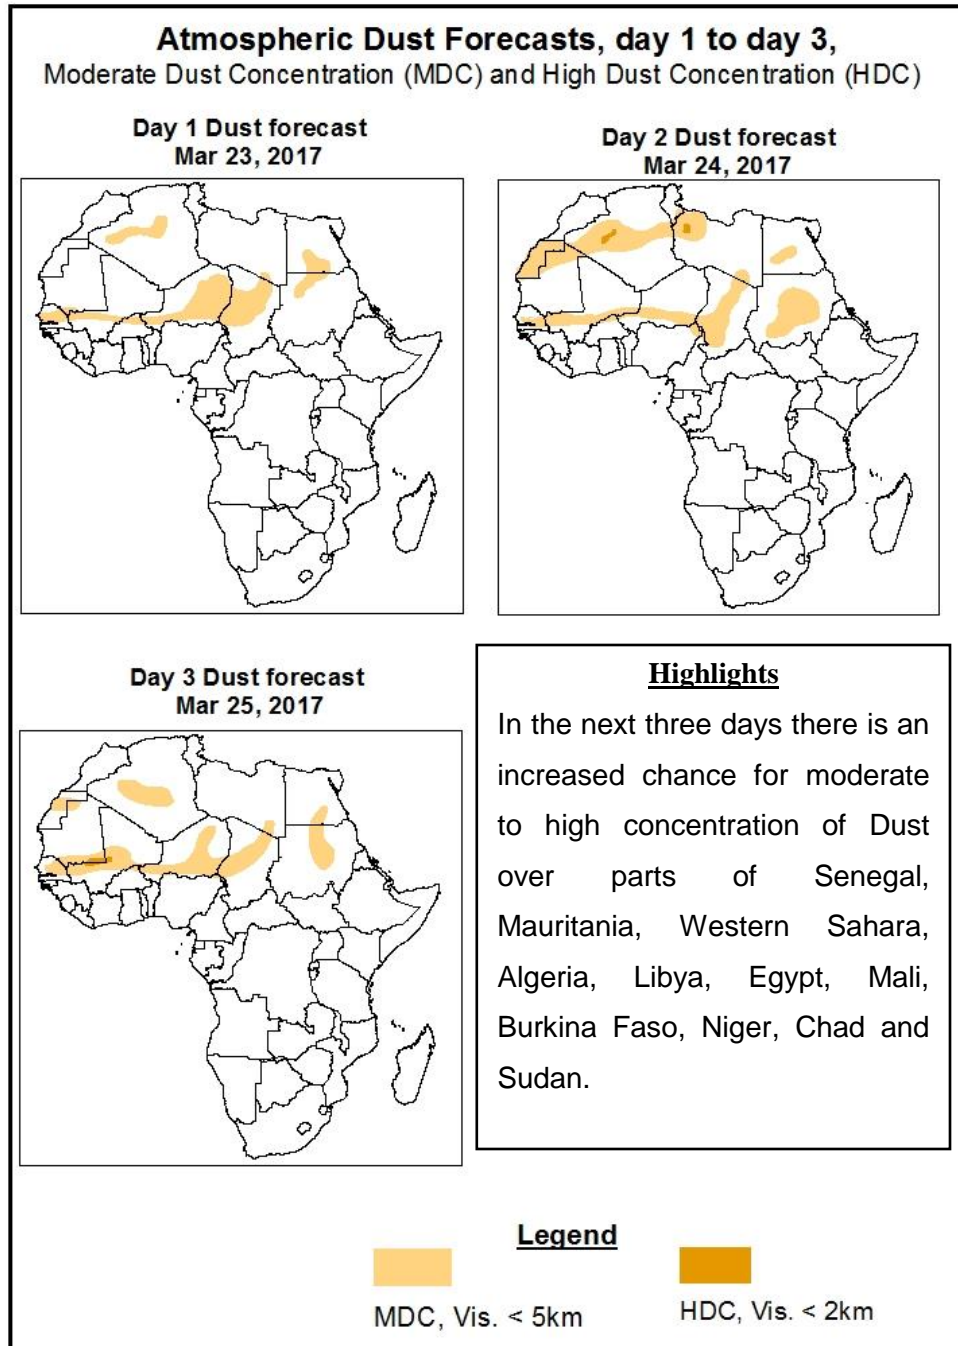 Atmospheric Dust Forecasts, day 1 to day 3,
Moderate Dust Concentration (MDC) and High Dust Concentration (HDC)
Day 1 Dust forecast
Mar 23, 2017
Day 2 Dust forecast
Mar 24, 2017
Day 3 Dust forecast
Mar 25, 2017
Highlights
In the next three days there is an
increased chance for moderate
to high concentration of Dust
over parts of Senegal,
Mauritania, Western Sahara,
Algeria, Libya, Egypt, Mali,
Burkina Faso, Niger, Chad and
Sudan.
Legend
MDC, Vis. < 5km
HDC, Vis. < 2km